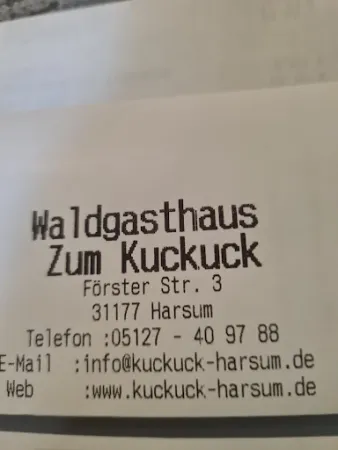 Waldgasthaus
Zum Kuckuck
Förster Str. 3
31177 Harsum
Telefon :05127 - 40 97 88
E-Mail :info@kuckuck-harsum.de
Web :www.kuckuck-harsum.de